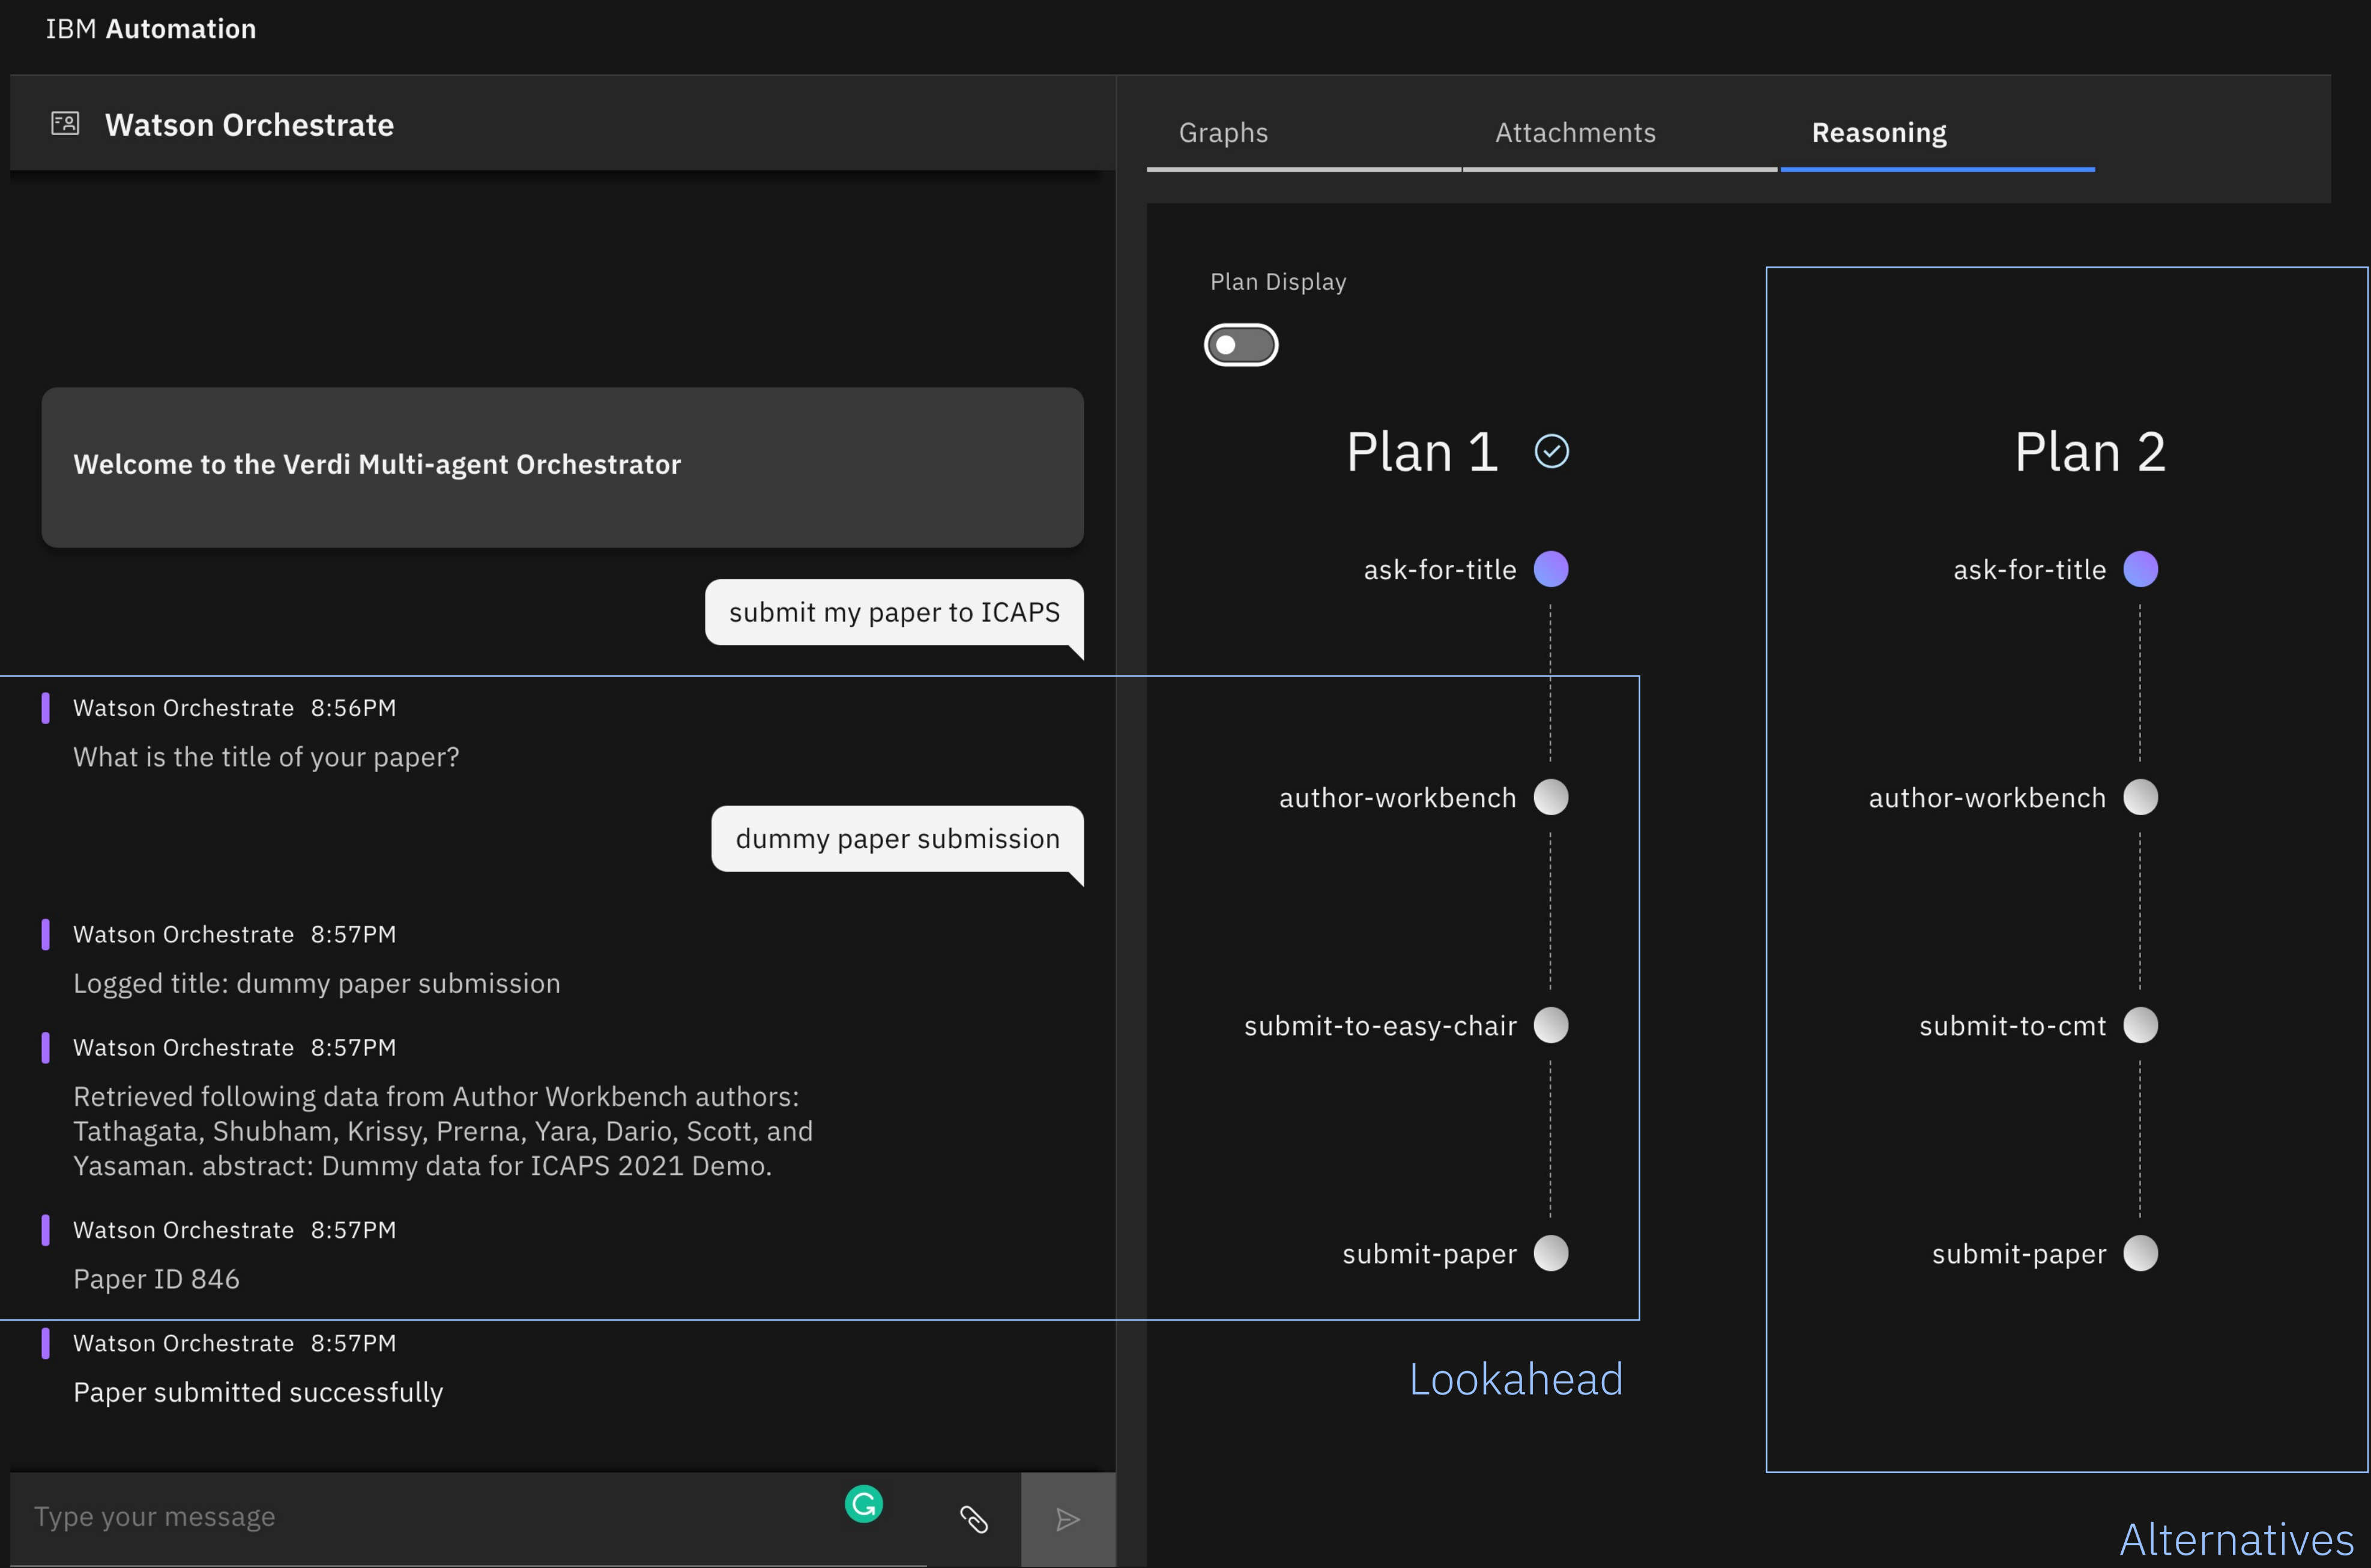 IBM Automation
Watson Orchestrate
Welcome to the Verdi Multi-agent Orchestrator
submit my paper to ICAPS
Watson Orchestrate 8:56PM
What is the title of your paper?
dummy paper submission
Watson Orchestrate 8:57PM
Logged title: dummy paper submission
Watson Orchestrate 8:57PM
Retrieved following data from Author Workbench authors:
Tathagata, Shubham, Krissy, Prerna, Yara, Dario, Scott, and
Yasaman. abstract: Dummy data for ICAPS 2021 Demo.
Watson Orchestrate 8:57PM
Paper ID 846
Watson Orchestrate 8:57PM
Paper submitted successfully
Type your message
Graphs
Attachments
Reasoning
Plan Display
Plan 1
ask-for-title
author-workbench
submit-to-easy-chair
submit-paper
Lookahead
Plan 2
ask-for-title
author-workbench
submit-to-cmt
submit-paper
Alternatives